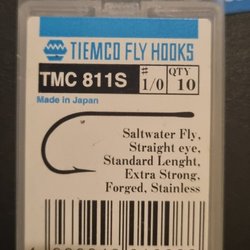 TIEMCO FLY HOOKS
TMC 811S
# 1/0
QTY 10
Made in Japan
Saltwater Fly,
Straight eye,
Standard Lenght,
Extra Strong,
Forged, Stainless